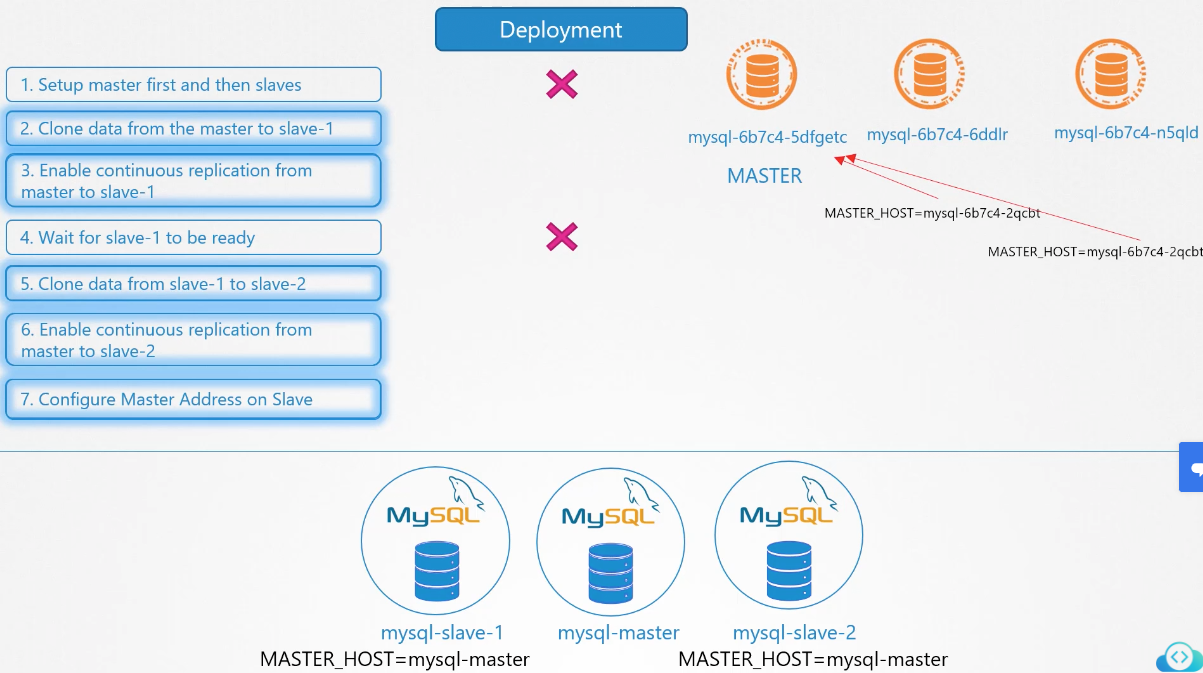 Deployment
1. Setup master first and then slaves
2. Clone data from the master to slave-1
3. Enable continuous replication from
master to slave-1
4. Wait for slave-1 to be ready
5. Clone data from slave-1 to slave-2
6. Enable continuous replication from
master to slave-2
7. Configure Master Address on Slave
mysql-6b7c4-5dfgetc
mysql-6b7c4-6ddlr
mysql-6b7c4-n5qld
MASTER
MASTER_HOST=mysql-6b7c4-2qcbt
MASTER_HOST=mysql-6b7c4-2qcbt
MySQL
MySQL
MySQL
mysql-slave-1
mysql-master
mysql-slave-2
MASTER_HOST=mysql-master
MASTER_HOST=mysql-master